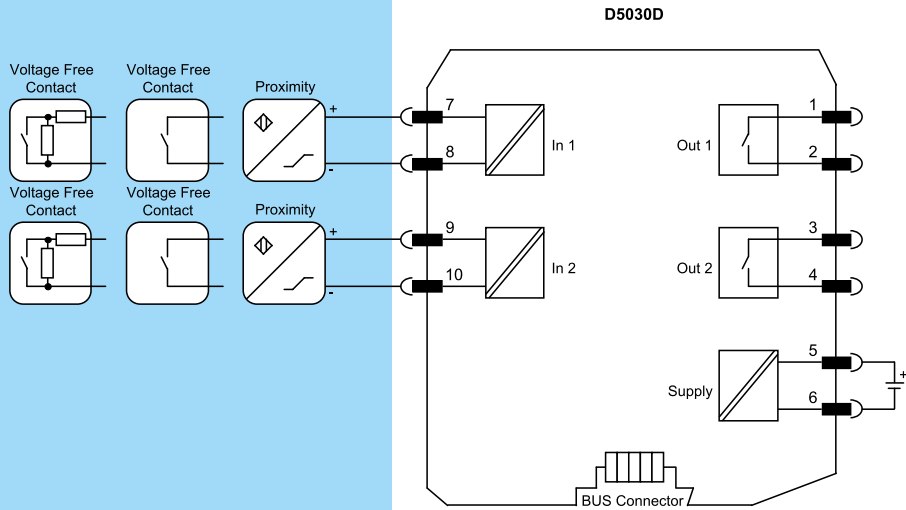 D5030D
Voltage Free
Contact
Voltage Free
Contact
Proximity
+
-
7
8
In 1
Out 1
1
2
Voltage Free
Contact
Voltage Free
Contact
Proximity
+
-
9
10
In 2
Out 2
3
4
Supply
5
6
+
BUS Connector